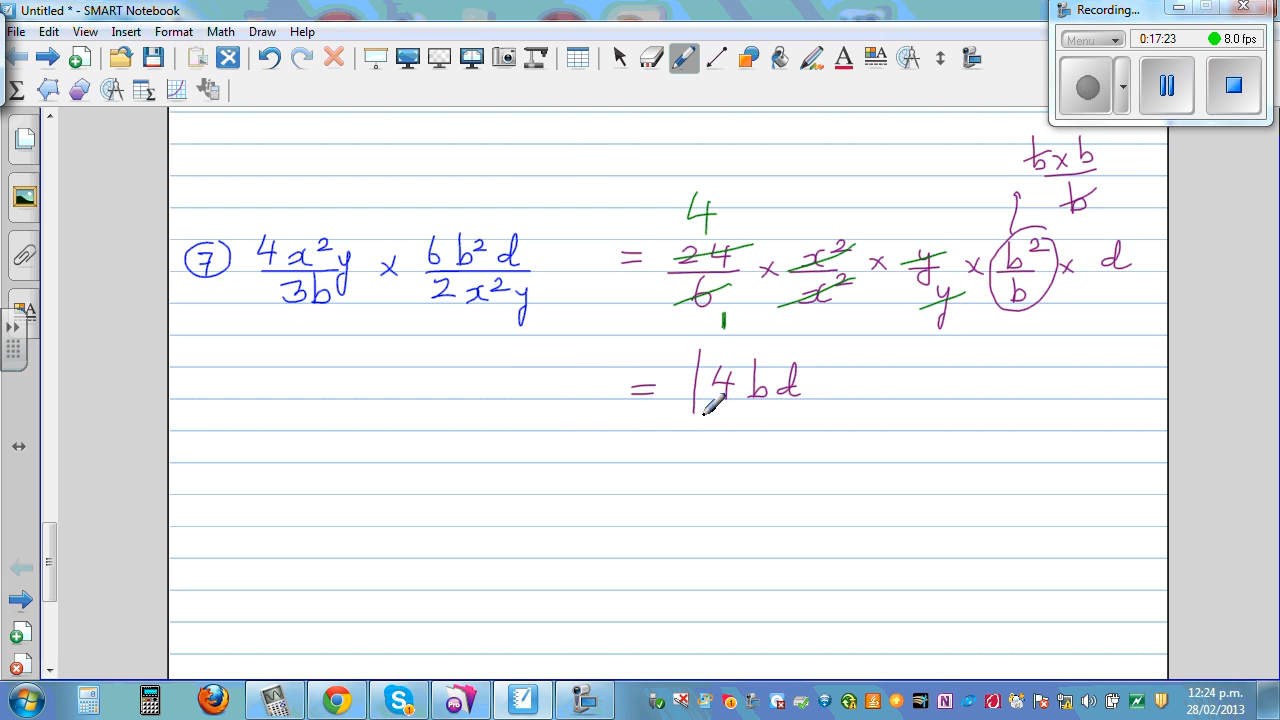 Untitled * - SMART Notebook
File Edit View Insert Format Math Draw Help
Recording...
Menu
0:17:23
8.0 fps
b x b
b
4
⑦ 4x²y/3b × 6b²d/2x²y = 24/6 × x²/x² × y/y × b²/b × d
1
= 4bd
12:24 p.m.
28/02/2013